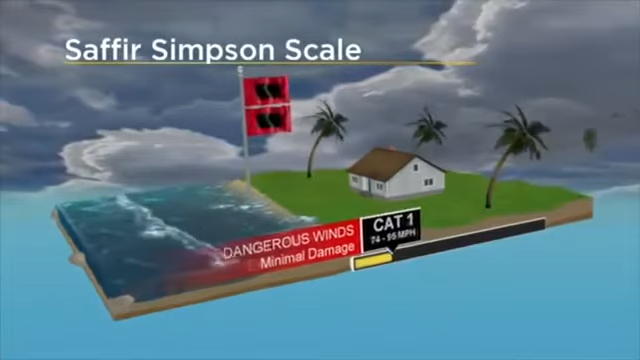 Saffir Simpson Scale
DANGEROUS WINDS
Minimal Damage
CAT 1
74 - 95 MPH